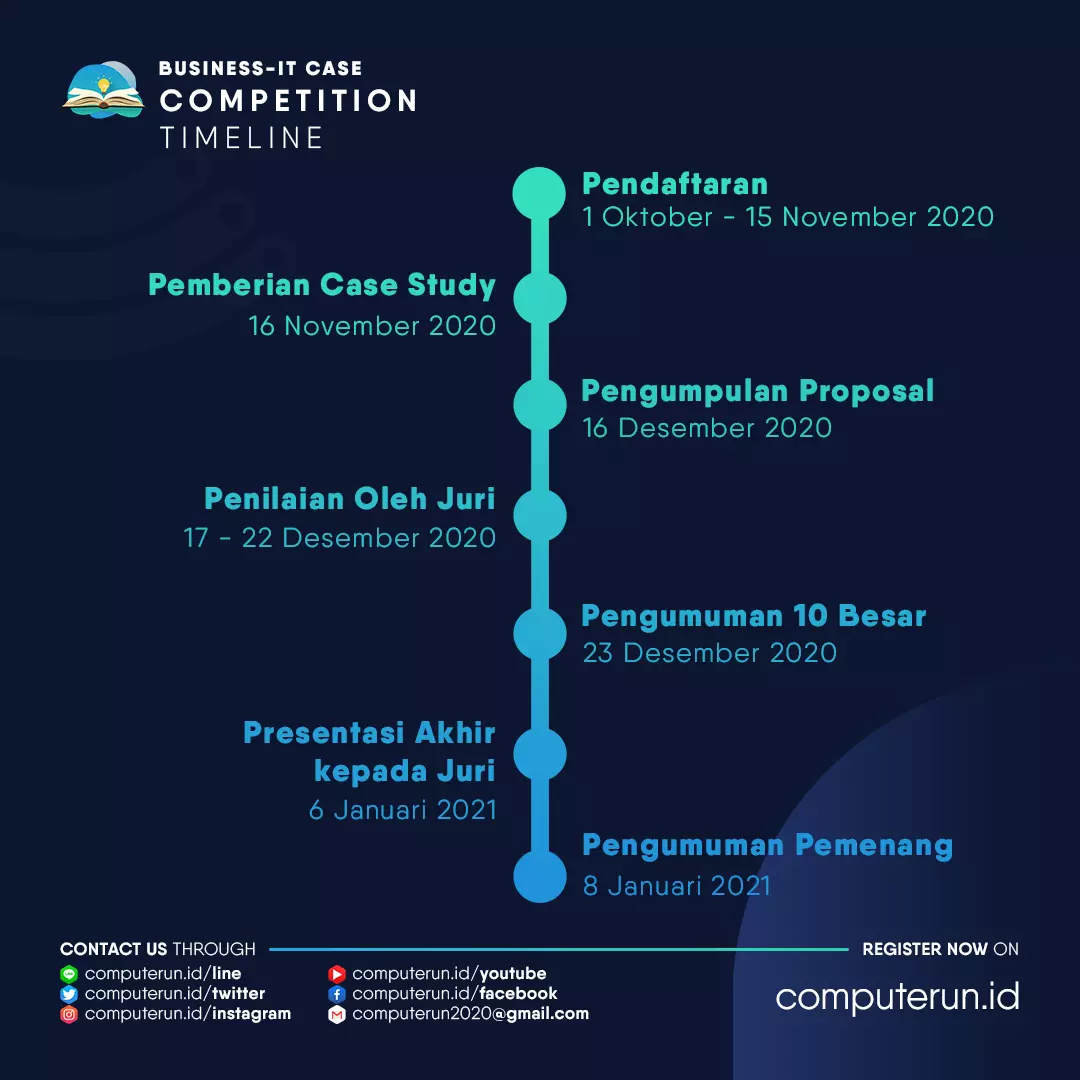 BUSINESS-IT CASE
COMPETITION
TIMELINE
Pendaftaran
1 Oktober - 15 November 2020
Pemberian Case Study
16 November 2020
Pengumpulan Proposal
16 Desember 2020
Penilaian Oleh Juri
17 - 22 Desember 2020
Pengumuman 10 Besar
23 Desember 2020
Presentasi Akhir
kepada Juri
6 Januari 2021
Pengumuman Pemenang
8 Januari 2021
CONTACT US THROUGH
computerun.id/line
computerun.id/twitter
computerun.id/instagram
computerun.id/youtube
computerun.id/facebook
computerun2020@gmail.com
REGISTER NOW ON
computerun.id